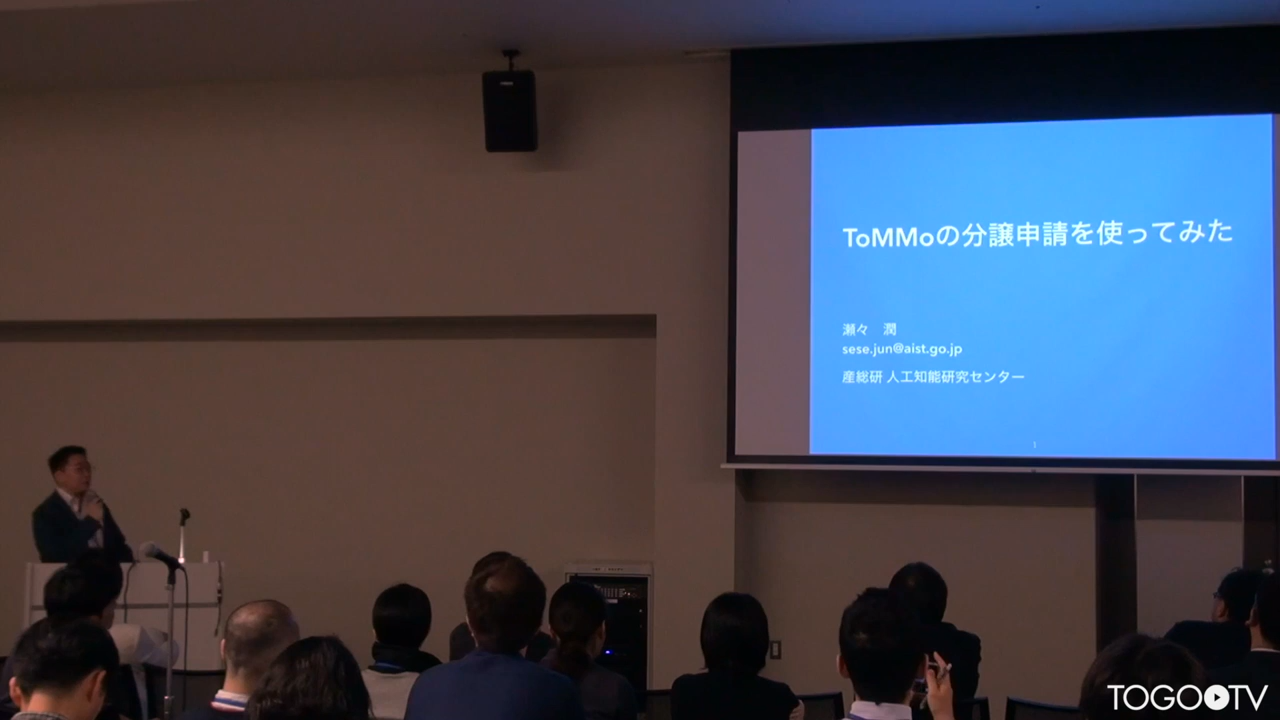 ToMMoの分譲申請を使ってみた
瀬々 潤
sese.jun@aist.go.jp
産総研 人工知能研究センター
1
TOGOTV